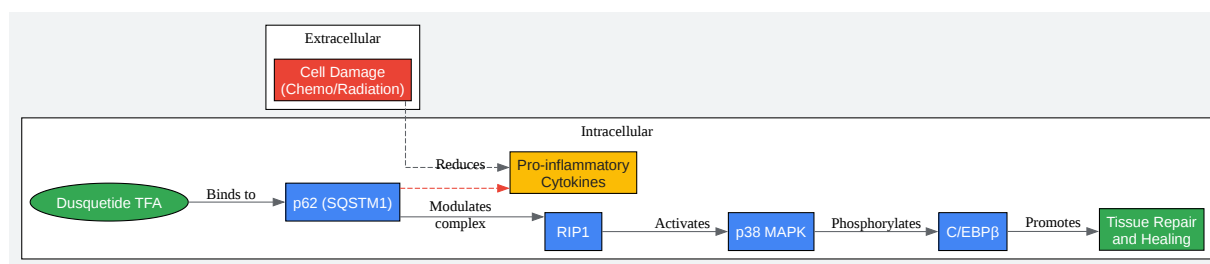 Extracellular
Cell Damage
(Chemo/Radiation)
Intracellular
Reduces
Pro-inflammatory
Cytokines
Dusquetide TFA
Binds to
p62 (SQSTM1)
Modulates
complex
RIP1
Activates
p38 MAPK
Phosphorylates
C/EBPβ
Promotes
Tissue Repair
and Healing